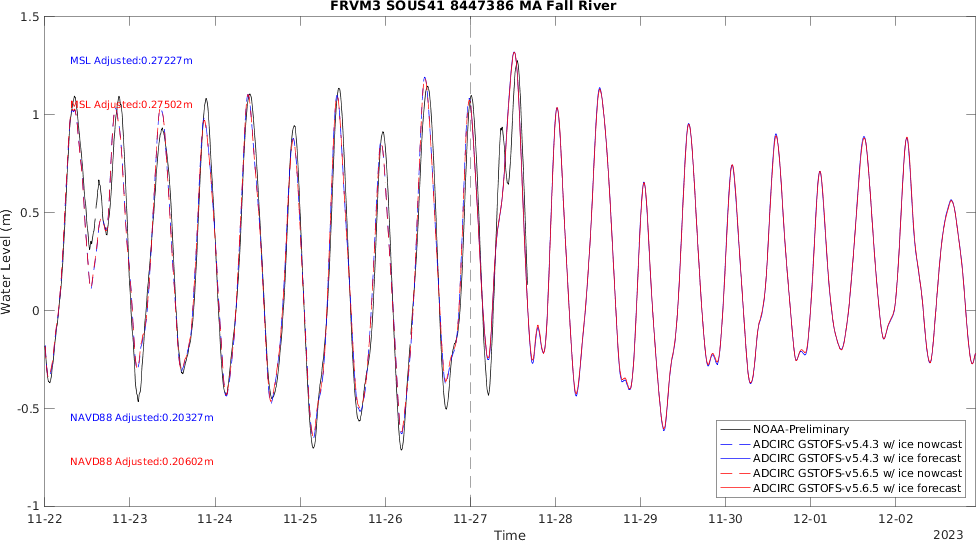 FRVM3 SOUS41 8447386 MA Fall River
1.5
1
0.5
0
-0.5
-1
Water Level (m)
MSL Adjusted:0.27227m
MSL Adjusted:0.27502m
NAVD88 Adjusted:0.20327m
NAVD88 Adjusted:0.20602m
NOAA-Preliminary
ADCIRC GSTOFS-v5.4.3 w/ ice nowcast
ADCIRC GSTOFS-v5.4.3 w/ ice forecast
ADCIRC GSTOFS-v5.6.5 w/ ice nowcast
ADCIRC GSTOFS-v5.6.5 w/ ice forecast
11-22 11-23 11-24 11-25 11-26 11-27 11-28 11-29 11-30 12-01 12-02
Time
2023